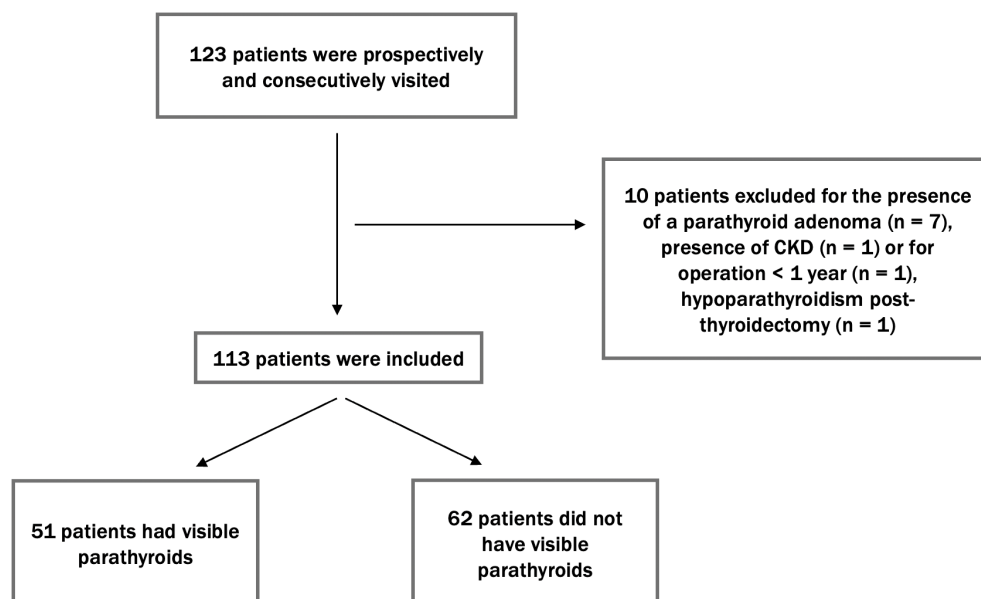 123 patients were prospectively
and consecutively visited
10 patients excluded for the presence
of a parathyroid adenoma (n = 7),
presence of CKD (n = 1) or for
operation < 1 year (n = 1),
hypoparathyroidism post-
thyroidectomy (n = 1)
113 patients were included
51 patients had visible
parathyroids
62 patients did not
have visible
parathyroids